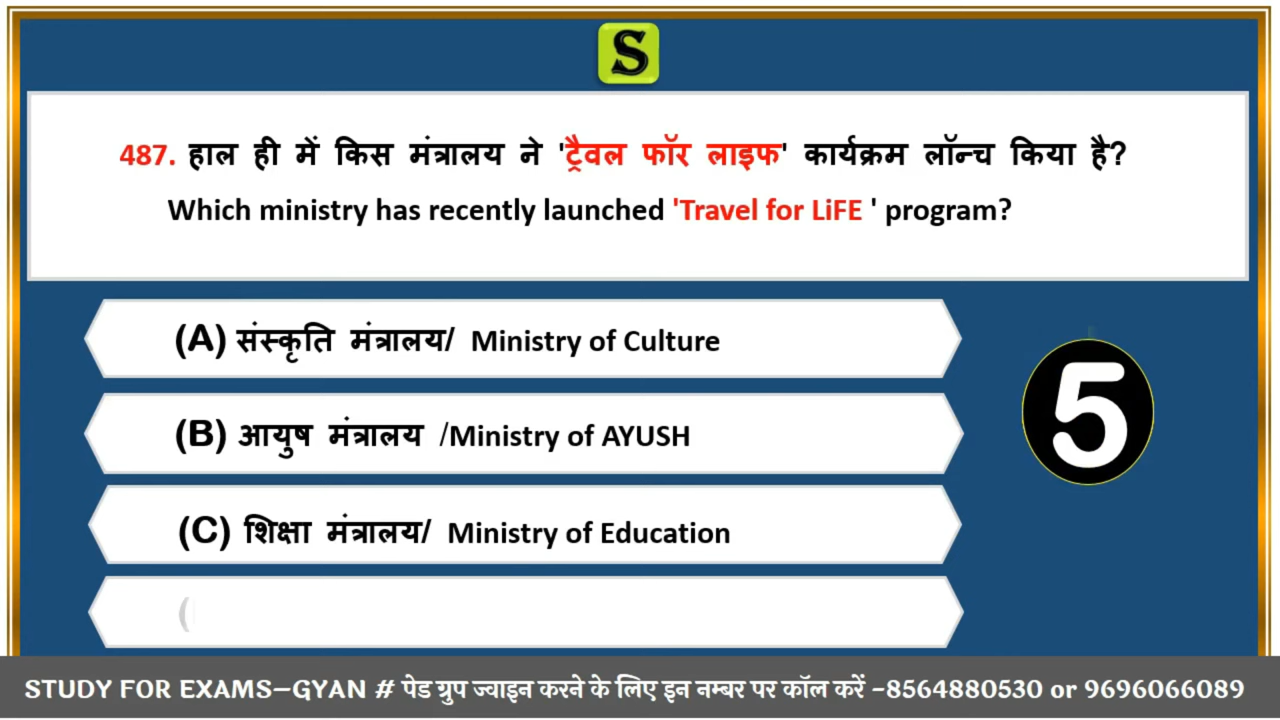 S
487. हाल ही में किस मंत्रालय ने 'ट्रैवल फॉर लाइफ' कार्यक्रम लॉन्च किया है?
Which ministry has recently launched 'Travel for LiFE ' program?
(A) संस्कृति मंत्रालय/ Ministry of Culture
(B) आयुष मंत्रालय /Ministry of AYUSH
5
(C) शिक्षा मंत्रालय/ Ministry of Education
(
STUDY FOR EXAMS–GYAN # पेड ग्रुप ज्वाइन करने के लिए इन नम्बर पर कॉल करें -8564880530 or 9696066089